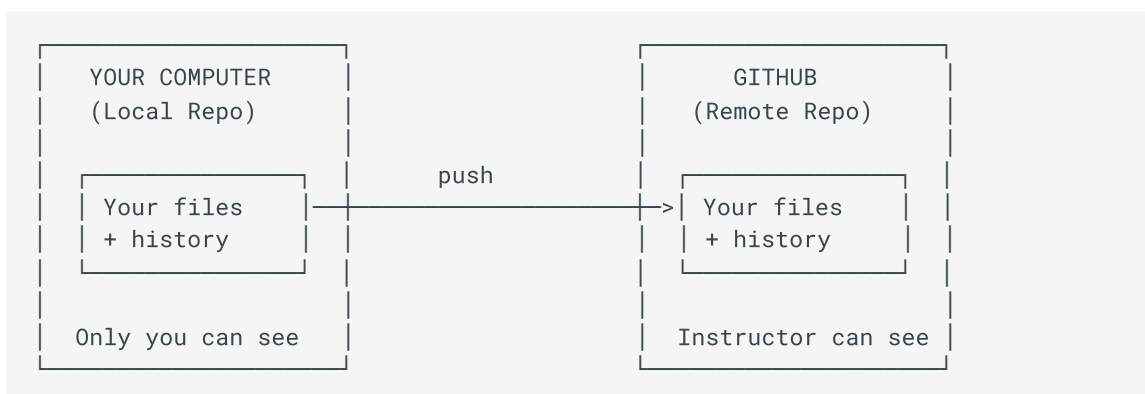 YOUR COMPUTER
(Local Repo)
Your files
+ history
Only you can see
push
GITHUB
(Remote Repo)
Your files
+ history
Instructor can see